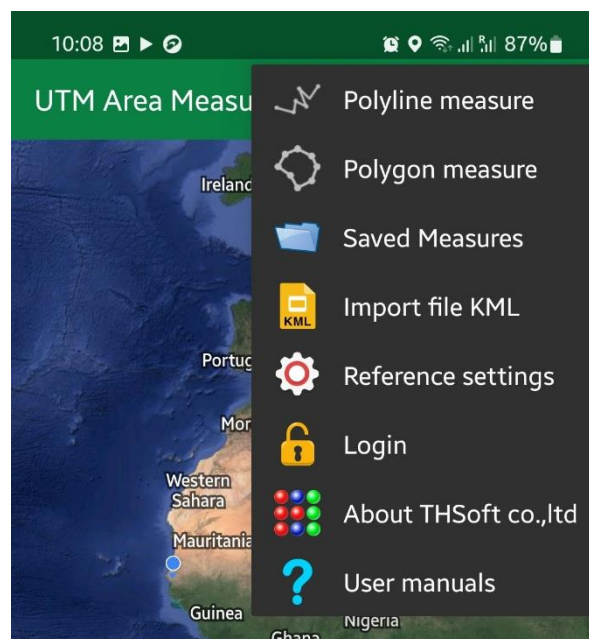 10:08
R
87%
UTM Area Measu
Polyline measure
Polygon measure
Saved Measures
KML
Import file KML
Reference settings
Login
About THSoft co.,ltd
User manuals
Ireland
Portug
Mor
Western
Sahara
Mauritania
Guinea
Nigeria
Ghana